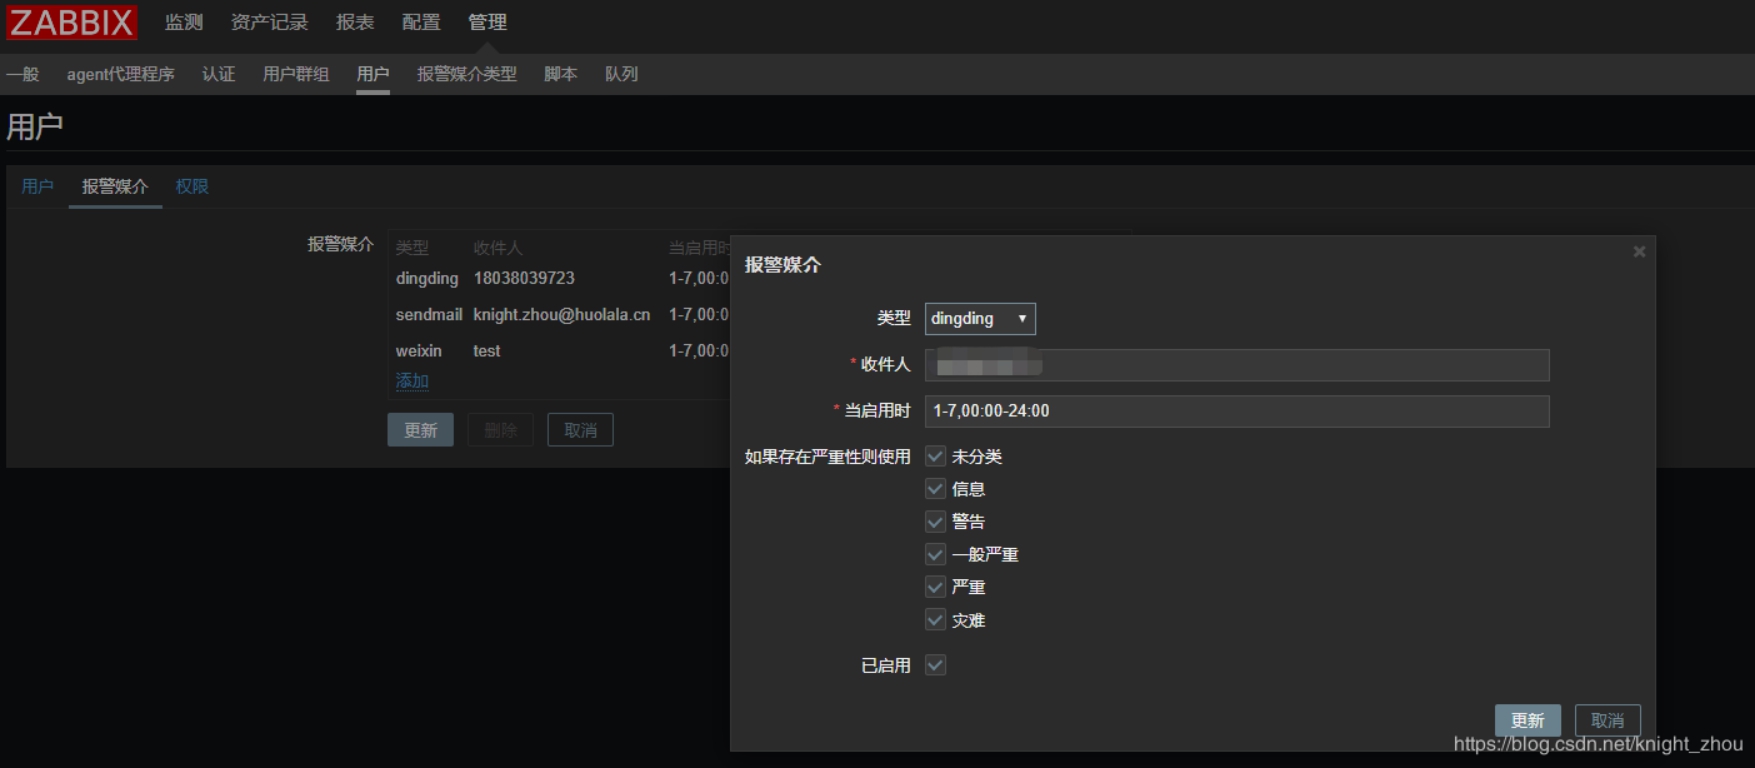 ZABBIX 监测 资产记录 报表 配置 管理
一般 agent代理程序 认证 用户群组 用户 报警媒介类型 脚本 队列
用户
用户 报警媒介 权限
报警媒介 类型 收件人 当启用时
dingding 18038039723 1-7,00:0
sendmail knight.zhou@huolala.cn 1-7,00:0
weixin test 1-7,00:0
添加
更新 删除 取消
报警媒介
类型 dingding
* 收件人
* 当启用时 1-7,00:00-24:00
如果存在严重性则使用 未分类
信息
警告
一般严重
严重
灾难
已启用
更新 取消
https://blog.csdn.net/knight_zhou